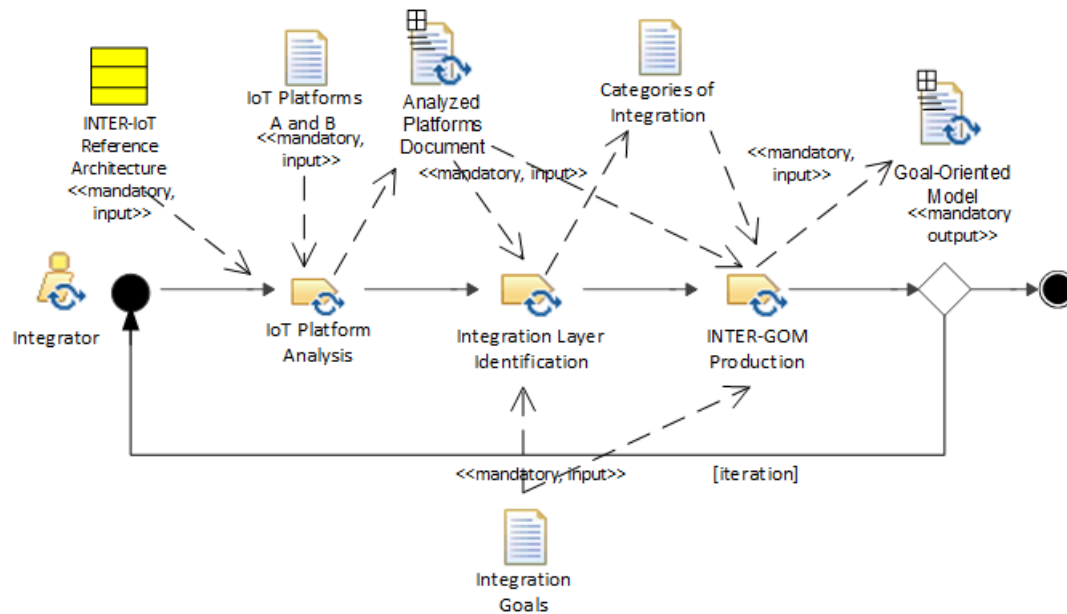 INTER-IoT
Reference
Architecture
<<mandatory,
input>>
IoT Platforms
A and B
<<mandatory,
input>>
Analyzed
Platforms
Document
<<mandatory, input>>
Categories of
Integration
<<mandatory,
input>>
Goal-Oriented
Model
<<mandatory
output>>
Integrator
IoT Platform
Analysis
Integration Layer
Identification
INTER-GOM
Production
<<mandatory, input>>
[iteration]
Integration
Goals